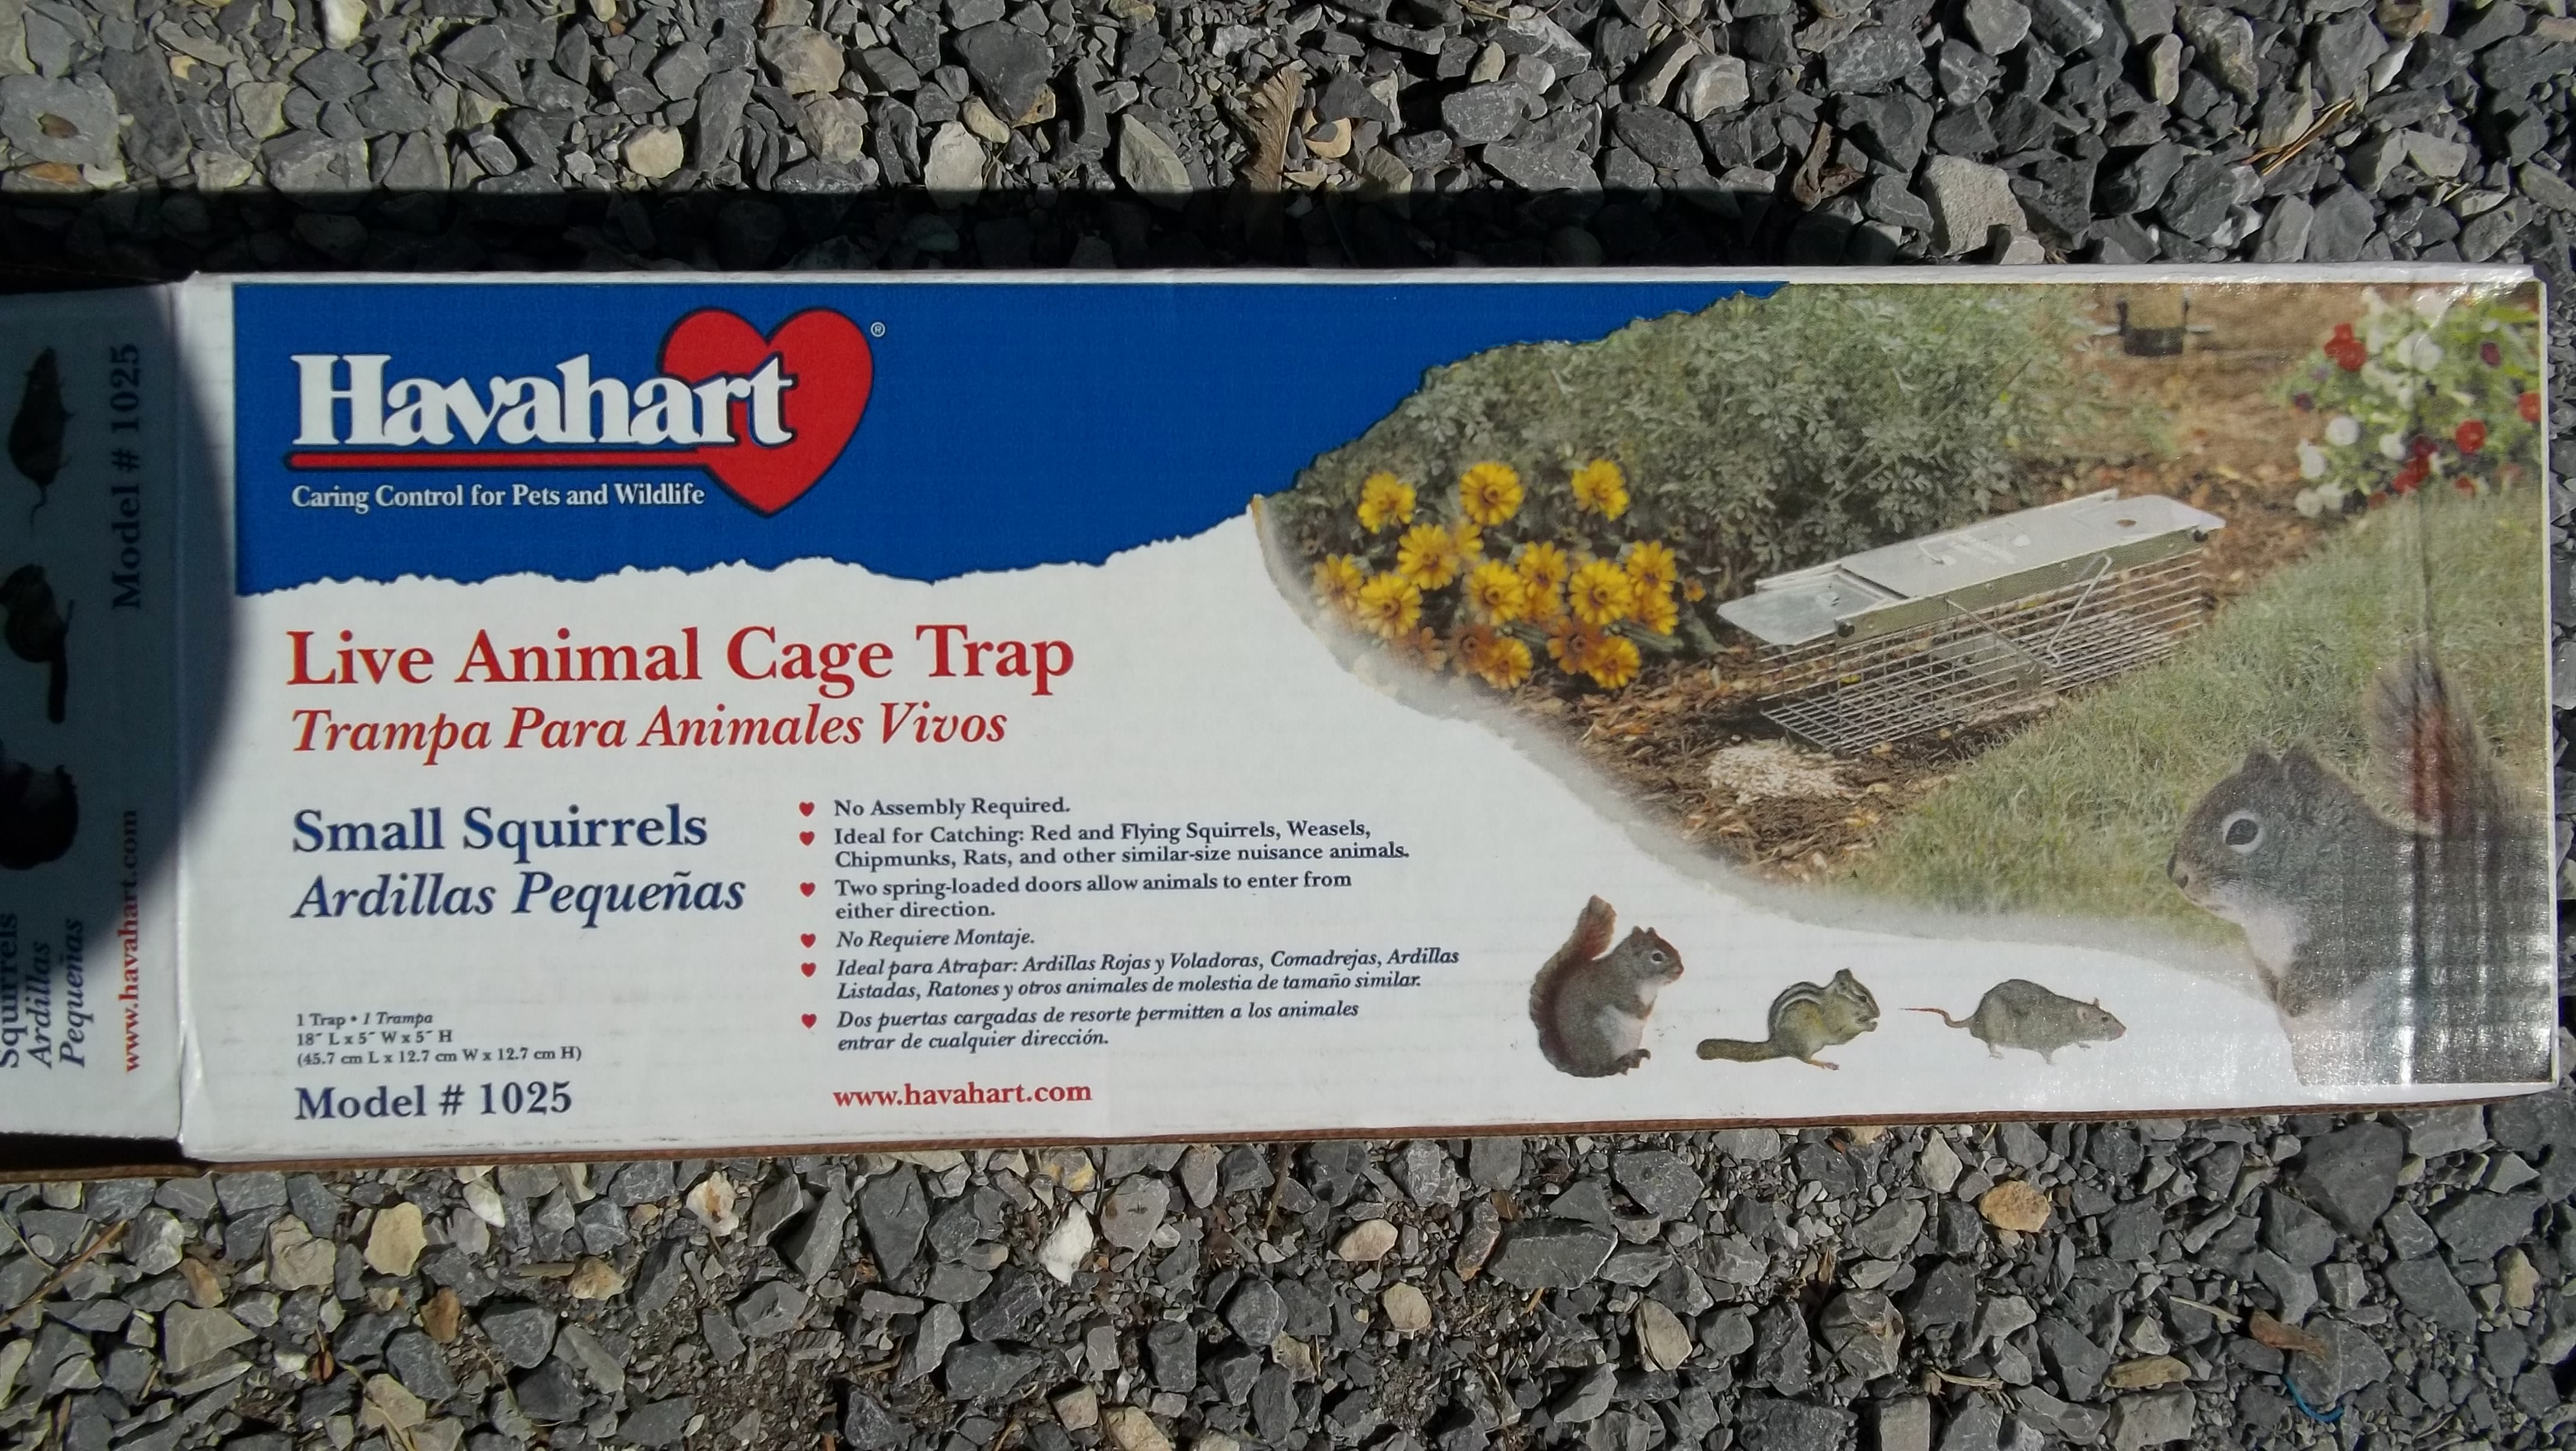 Havahart®
Caring Control for Pets and Wildlife
Live Animal Cage Trap
Trampa Para Animales Vivos
Small Squirrels
Ardillas Pequeñas
1 Trap • 1 Trampa
18" L x 5" W x 5" H
(45.7 cm L x 12.7 cm W x 12.7 cm H)
Model # 1025
No Assembly Required.
Ideal for Catching: Red and Flying Squirrels, Weasels,
Chipmunks, Rats, and other similar-size nuisance animals.
Two spring-loaded doors allow animals to enter from
either direction.
No Requiere Montaje.
Ideal para Atrapar: Ardillas Rojas y Voladoras, Comadrejas, Ardillas
Listadas, Ratones y otros animales de molestia de tamaño similar.
Dos puertas cargadas de resorte permitten a los animales
entrar de cualquier dirección.
www.havahart.com
Squirrels
Ardillas
Pequeñas
www.havahart.com
Model # 1025